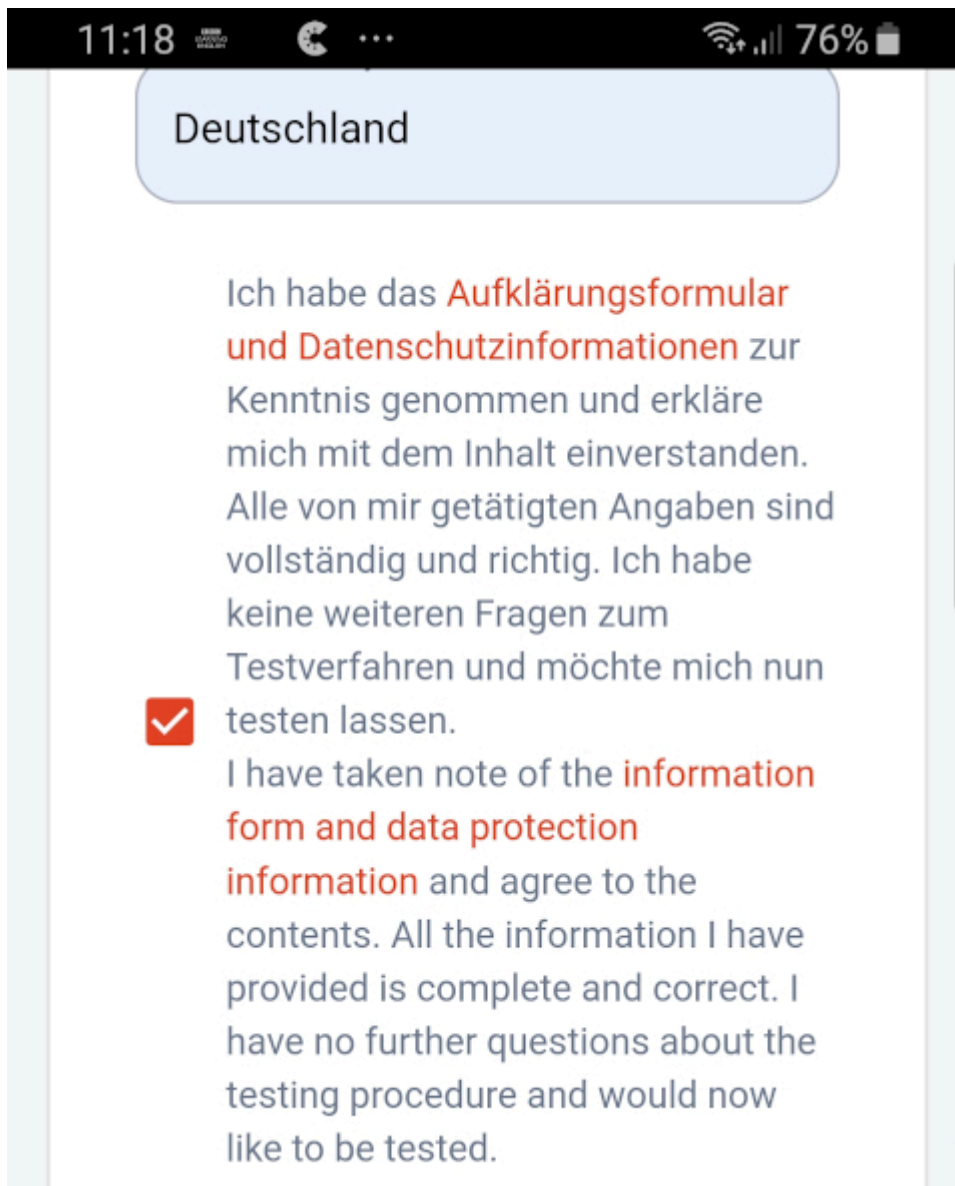 11:18 76%
Deutschland
Ich habe das Aufklärungsformular
und Datenschutzinformationen zur
Kenntnis genommen und erkläre
mich mit dem Inhalt einverstanden.
Alle von mir getätigten Angaben sind
vollständig und richtig. Ich habe
keine weiteren Fragen zum
Testverfahren und möchte mich nun
testen lassen.
I have taken note of the information
form and data protection
information and agree to the
contents. All the information I have
provided is complete and correct. I
have no further questions about the
testing procedure and would now
like to be tested.